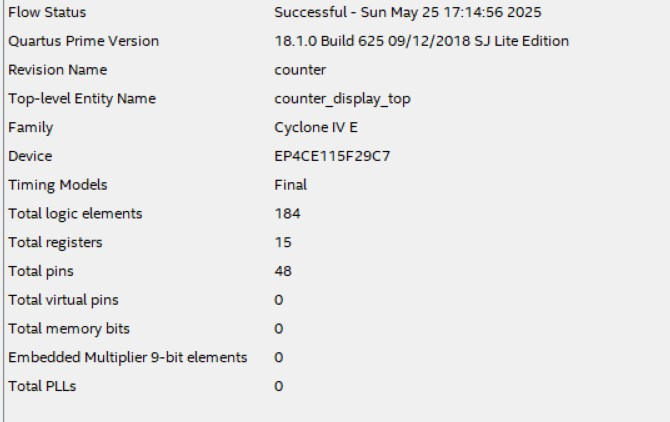 Flow Status Successful - Sun May 25 17:14:56 2025
Quartus Prime Version 18.1.0 Build 625 09/12/2018 SJ Lite Edition
Revision Name counter
Top-level Entity Name counter_display_top
Family Cyclone IV E
Device EP4CE115F29C7
Timing Models Final
Total logic elements 184
Total registers 15
Total pins 48
Total virtual pins 0
Total memory bits 0
Embedded Multiplier 9-bit elements 0
Total PLLs 0